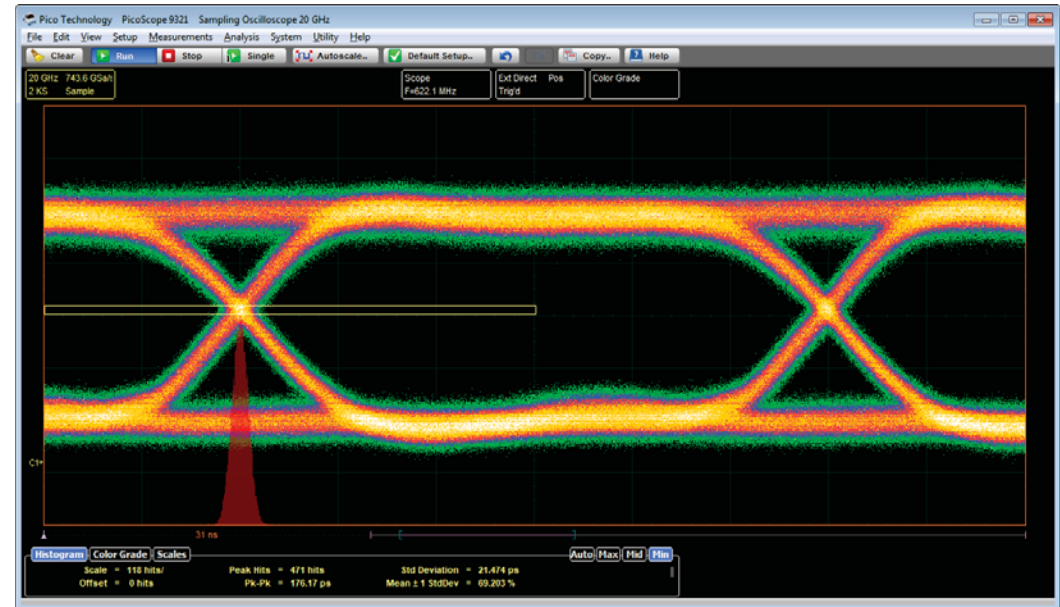 Pico Technology PicoScope 9321 Sampling Oscilloscope 20 GHz
File Edit View Setup Measurements Analysis System Utility Help
Clear Run Stop Single Autoscale.. Default Setup.. Copy.. Help
20 GHz 743.6 GSa/s Scope Ext Direct Pos Color Grade
2 KS Sample F=622.1 MHz Trig'd
C1
31 ns
Histogram Color Grade Scales Auto Max Mid Min
Scale = 118 hits/ Peak Hits = 471 hits Std Deviation = 21.474 ps
Offset = 0 hits Pk-Pk = 176.17 ps Mean ± 1 StdDev = 69.203 %